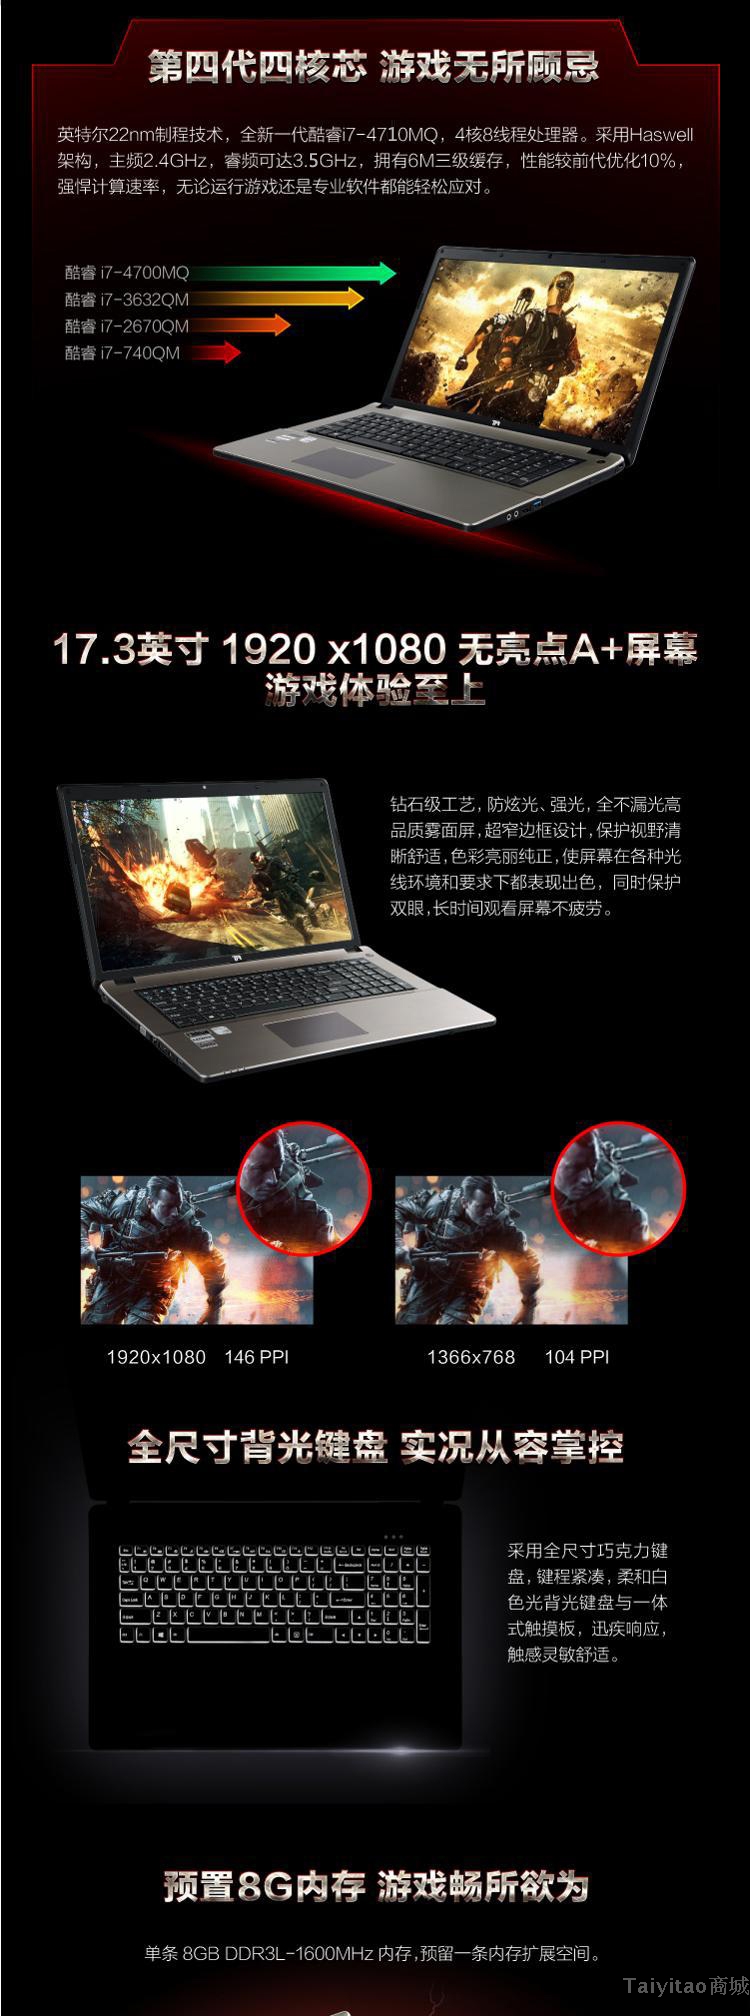 第四代四核芯 游戏无所顾忌
英特尔22nm制程技术，全新一代酷睿i7-4710MQ，4核8线程处理器。采用Haswell
架构，主频2.4GHz，睿频可达3.5GHz，拥有6M三级缓存，性能较前代优化10%，
强悍计算速率，无论运行游戏还是专业软件都能轻松应对。
酷睿 i7-4700MQ
酷睿 i7-3632QM
酷睿 i7-2670QM
酷睿 i7-740QM
17.3英寸 1920 x1080 无亮点A+屏幕
游戏体验至上
钻石级工艺，防炫光、强光，全不漏光高
品质雾面屏，超窄边框设计，保护视野清
晰舒适，色彩亮丽纯正，使屏幕在各种光
线环境和要求下都表现出色，同时保护
双眼，长时间观看屏幕不疲劳。
1920x1080 146 PPI
1366x768 104 PPI
全尺寸背光键盘 实况从容掌控
采用全尺寸巧克力键
盘，键程紧凑，柔和白
色光背光键盘与一体
式触摸板，迅疾响应，
触感灵敏舒适。
预置8G内存 游戏畅所欲为
单条 8GB DDR3L-1600MHz 内存，预留一条内存扩展空间。
Taiyitao商城